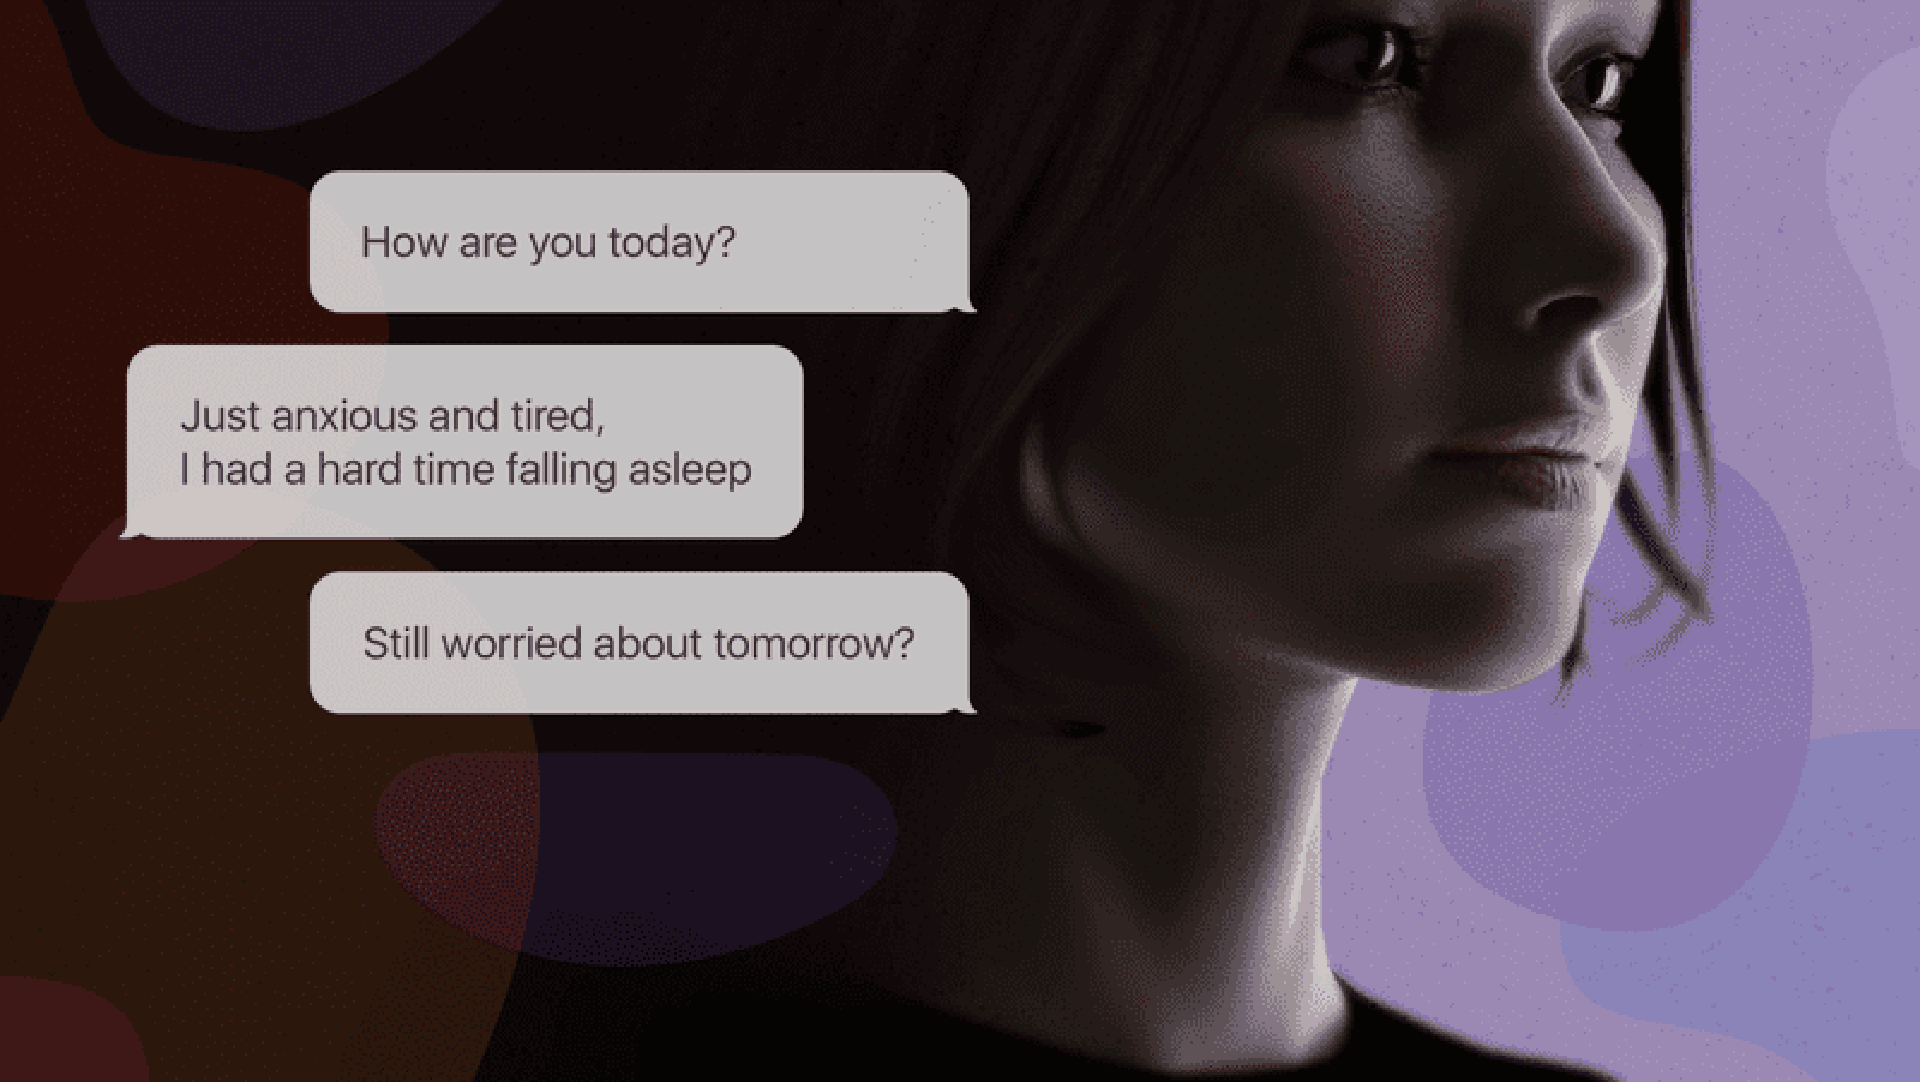 How are you today?
Just anxious and tired,
I had a hard time falling asleep
Still worried about tomorrow?